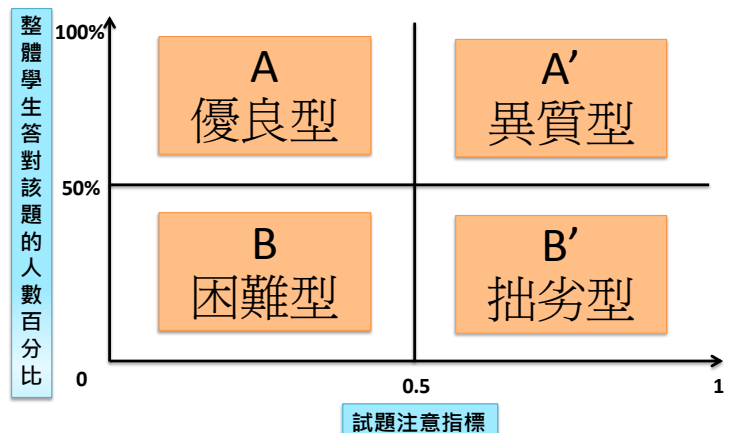 整體學生答對該題的人數百分比
100%
A
優良型
A’
異質型
50%
B
困難型
B’
拙劣型
0
0.5
1
試題注意指標